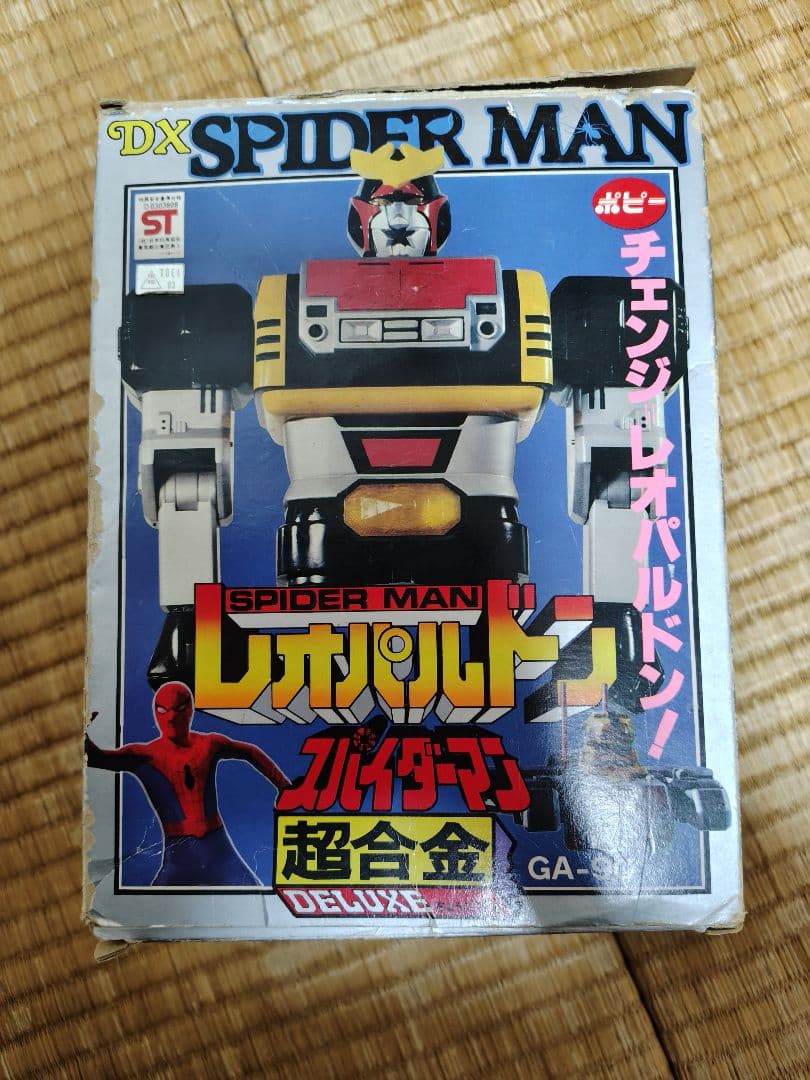 DX SPIDER MAN
ST
TOEI
03
ポピー
チェンジ レオパルドン!
SPIDER MAN
レオパルドン
スパイダーマン
超合金
GA-9
DELUXE